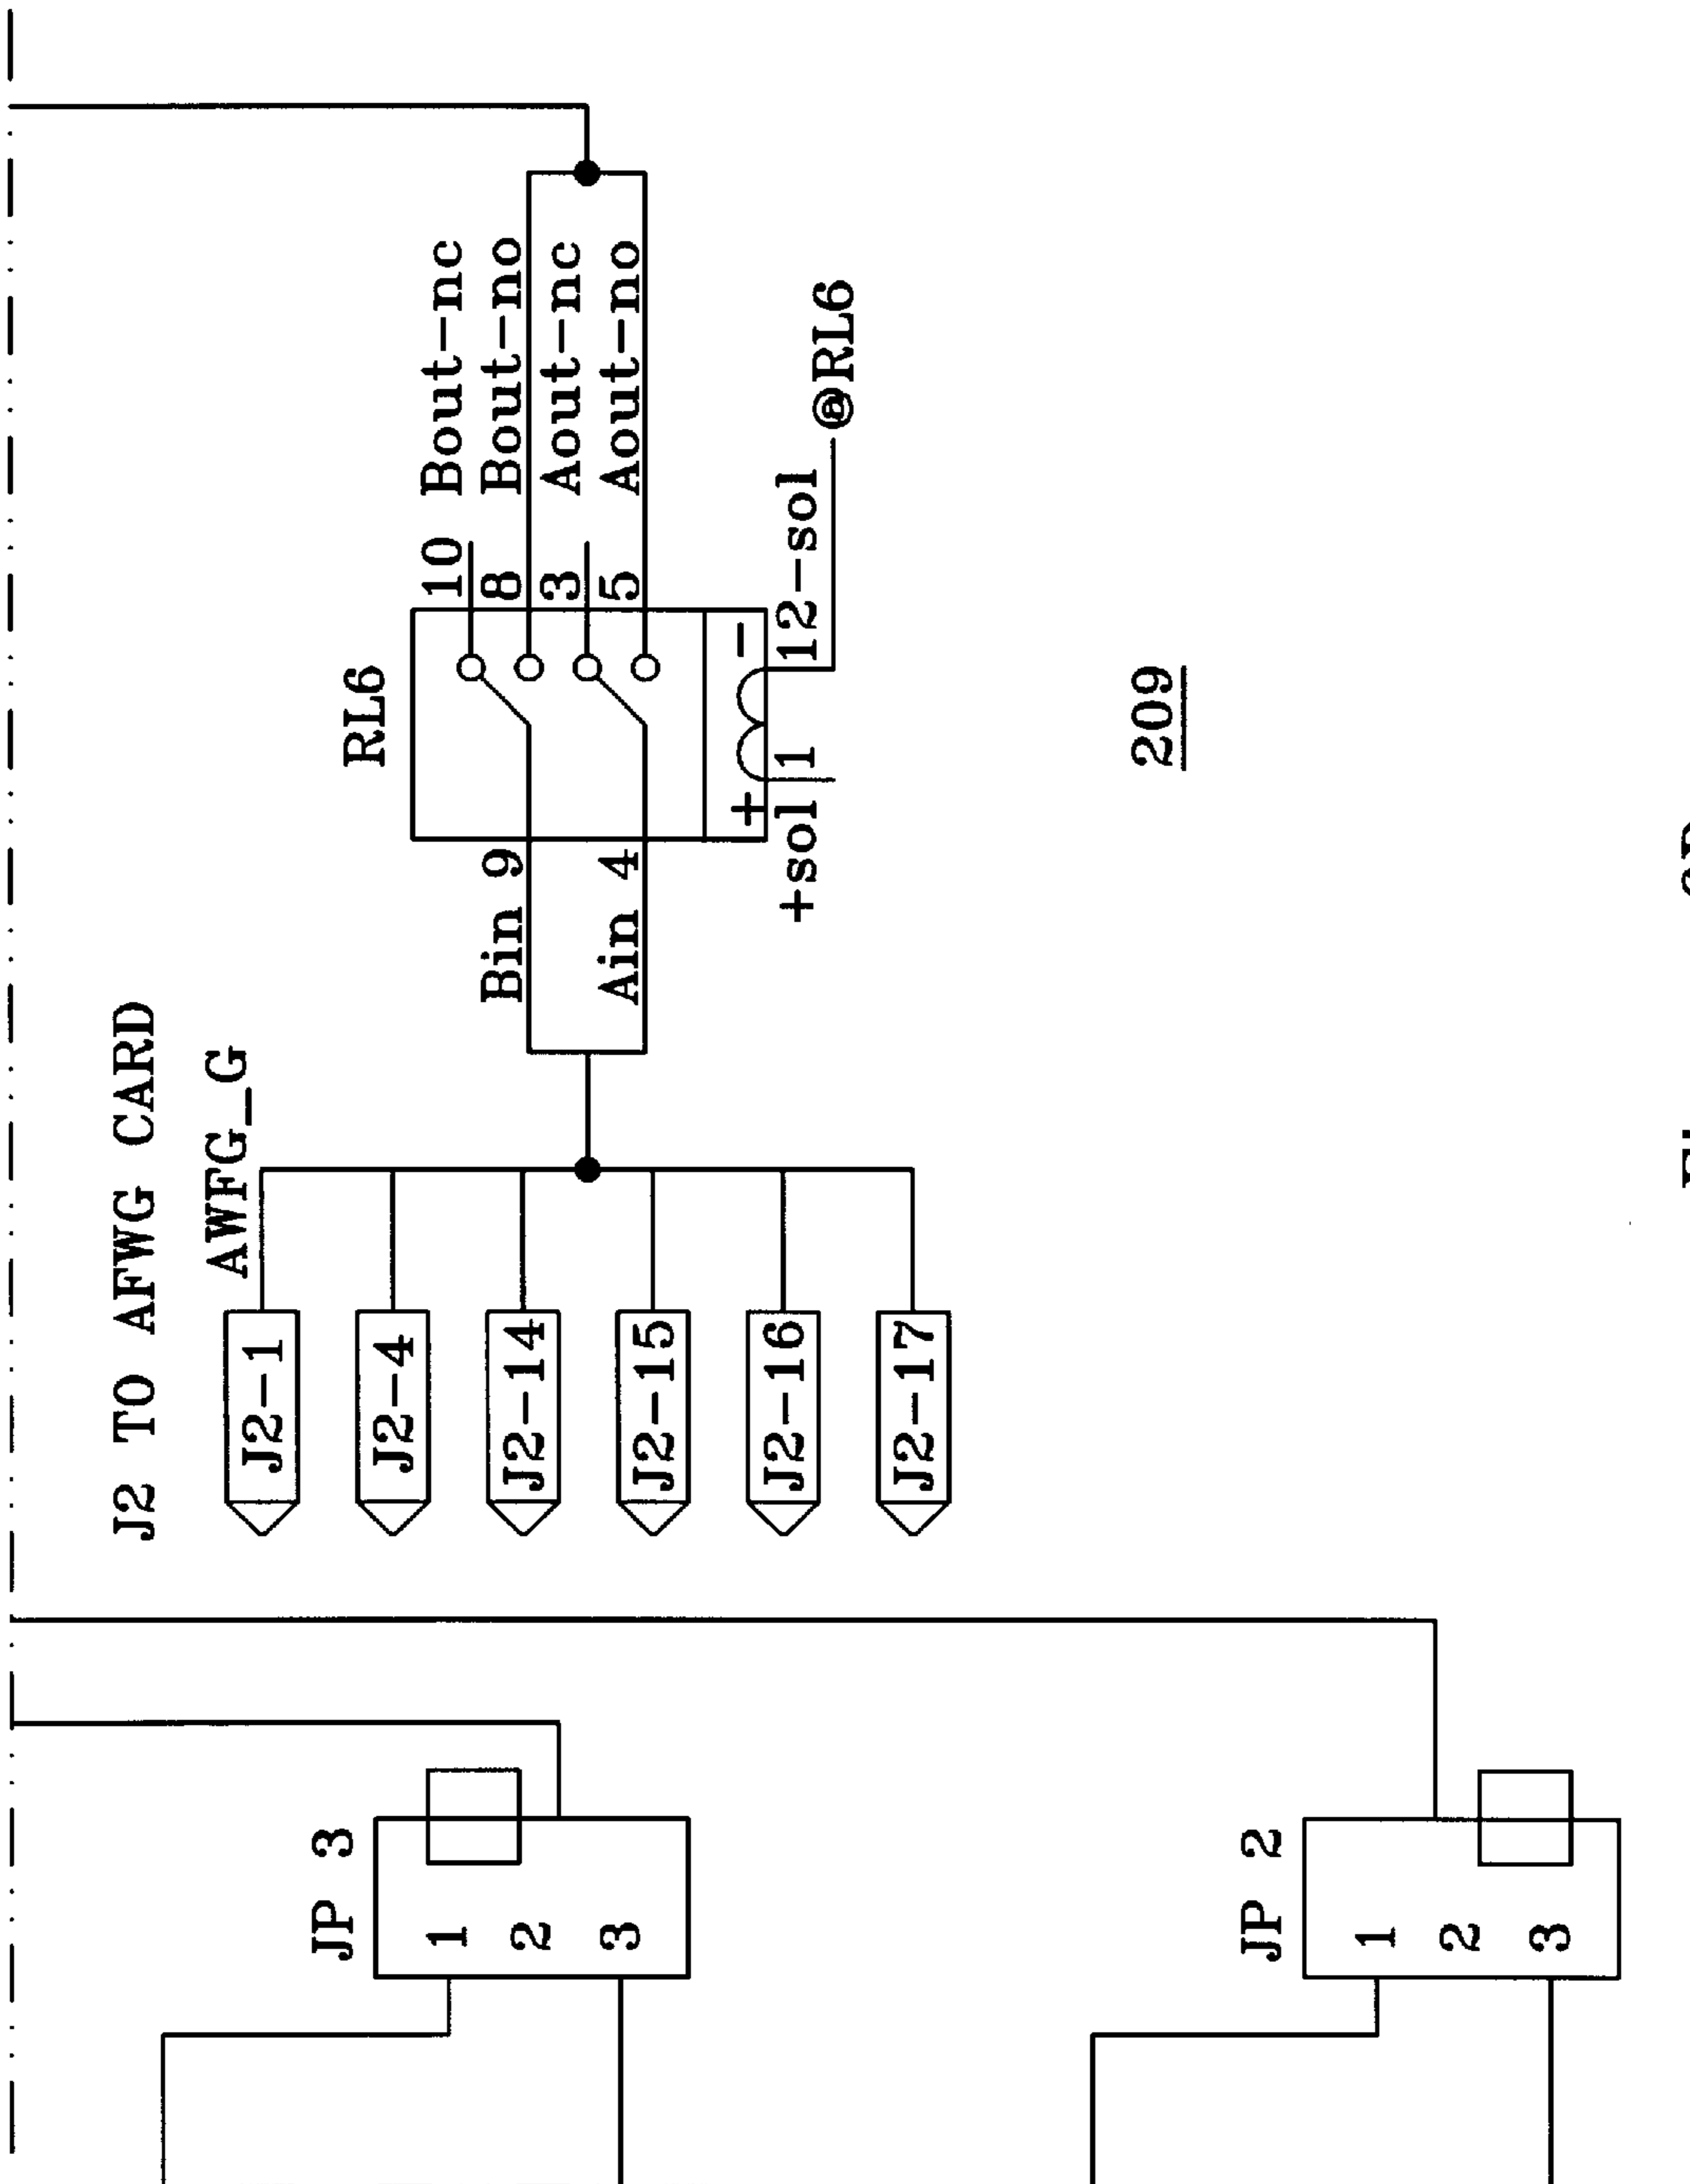 J2 TO AFWG CARD
AWFG_G
J2-1
J2-4
J2-14
J2-15
J2-16
J2-17
RL6
Bin 9
Ain 4
10 Bout-nc
8 Bout-no
3 Aout-nc
5 Aout-no
+ -
+sol 1
12-sol
@RL6
JP 3
1
2
3
JP 2
1
2
3
209